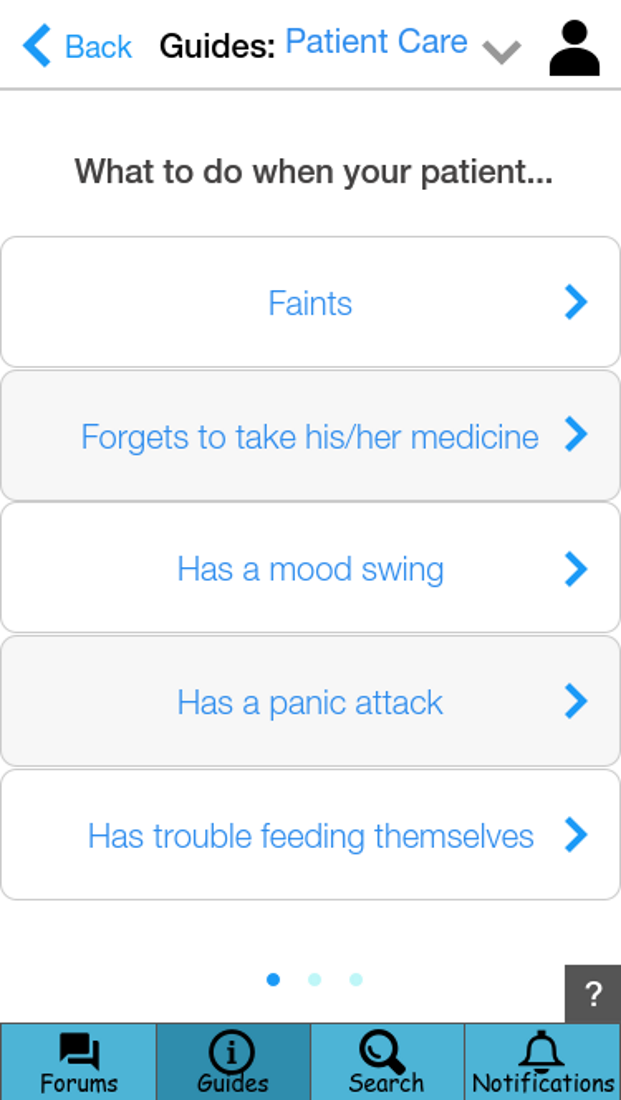 Back Guides: Patient Care
What to do when your patient...
Faints
Forgets to take his/her medicine
Has a mood swing
Has a panic attack
Has trouble feeding themselves
?
Forums Guides Search Notifications